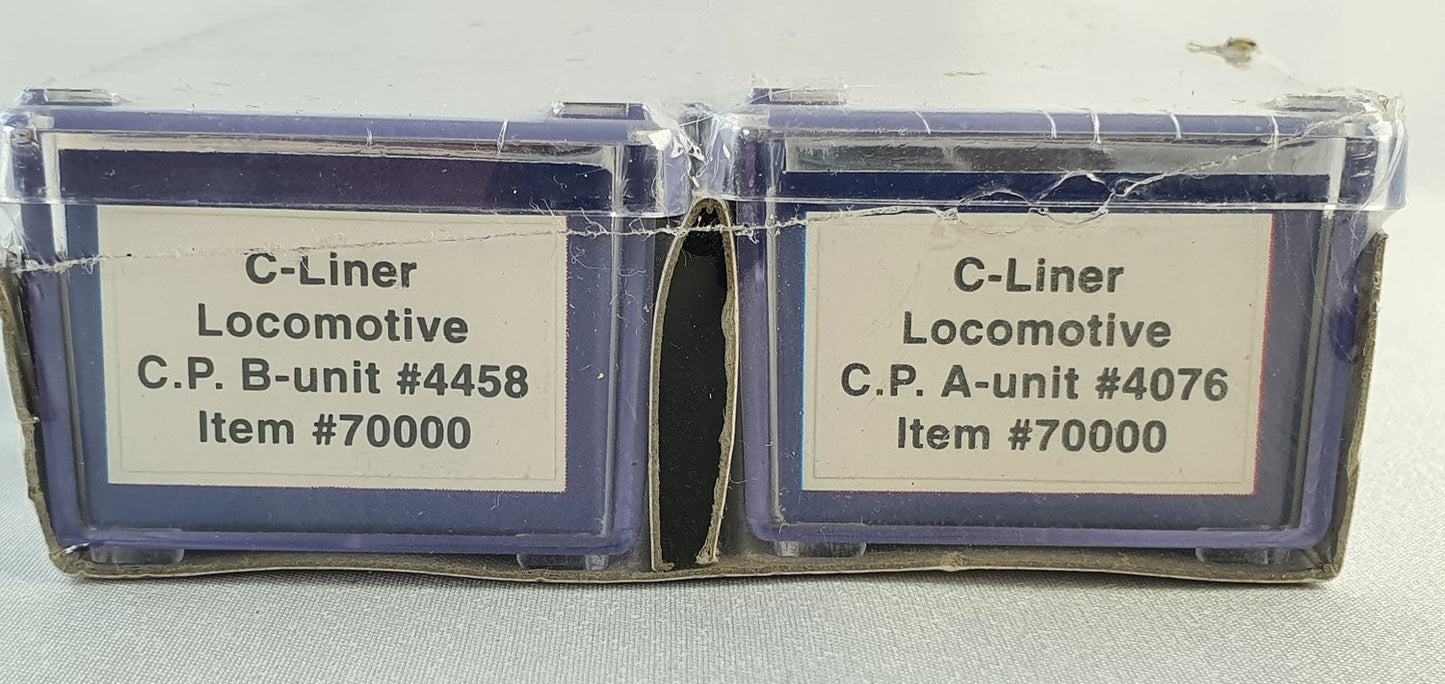 C-Liner
Locomotive
C.P. B-unit #4458
Item #70000
C-Liner
Locomotive
C.P. A-unit #4076
Item #70000